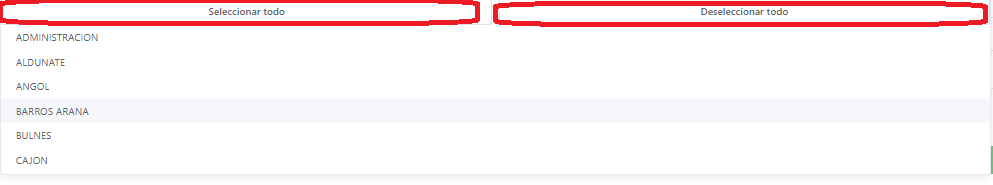 Seleccionar todo Deseleccionar todo
ADMINISTRACION
ALDUNATE
ANGOL
BARROS ARANA
BULNES
CAJON